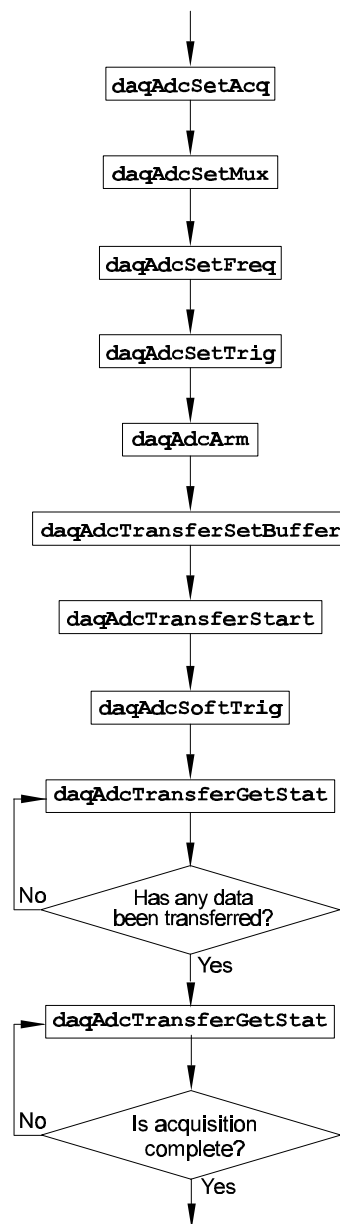 daqAdcSetAcq
daqAdcSetMux
daqAdcSetFreq
daqAdcSetTrig
daqAdcArm
daqAdcTransferSetBuffer
daqAdcTransferStart
daqAdcSoftTrig
daqAdcTransferGetStat
No
Has any data
been transferred?
Yes
daqAdcTransferGetStat
No
Is acquisition
complete?
Yes